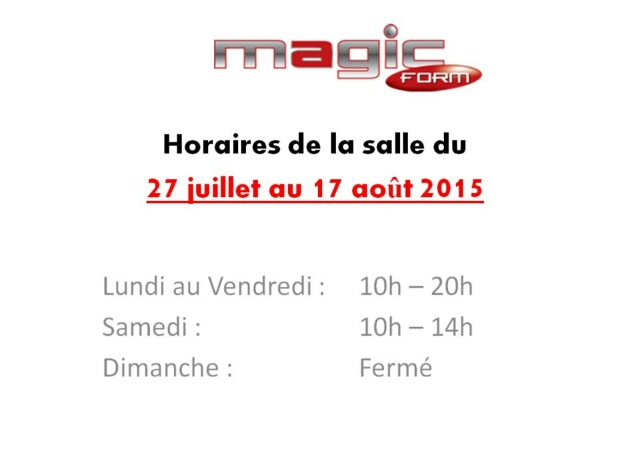 magic
FORM
Horaires de la salle du
27 juillet au 17 août 2015
Lundi au Vendredi : 10h – 20h
Samedi : 10h – 14h
Dimanche : Fermé